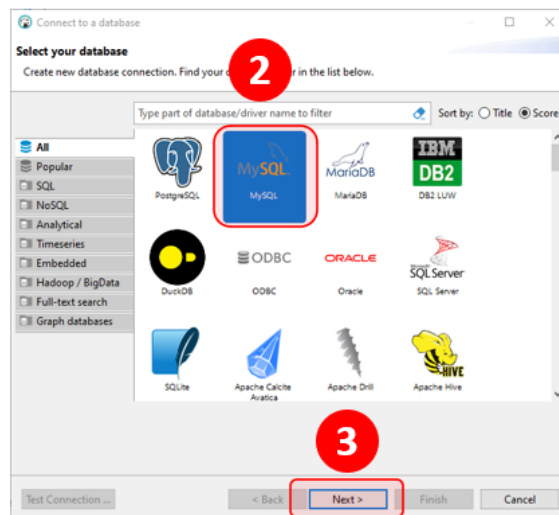 Connect to a database
Select your database
Create new database connection. Find your d r in the list below.
2
Type part of database/driver name to filter
Sort by: Title Score
All
Popular
SQL
NoSQL
Analytical
Timeseries
Embedded
Hadoop / BigData
Full-text search
Graph databases
PostgreSQL
MySQL
MySQL
MariaDB
MariaDB
IBM
DB2
DB2 LUW
DuckDB
ODBC
ODBC
ORACLE
Oracle
SQL Server
SQL Server
SQLite
Apache Calcite
Avatica
Apache Drill
HIVE
Apache Hive
3
Test Connection ...
< Back
Next >
Finish
Cancel